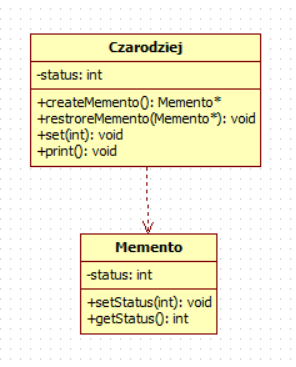 Czarodziej
-status: int
+createMemento(): Memento*
+restroreMemento(Memento*): void
+set(int): void
+print(): void
Memento
-status: int
+setStatus(int): void
+getStatus(): int